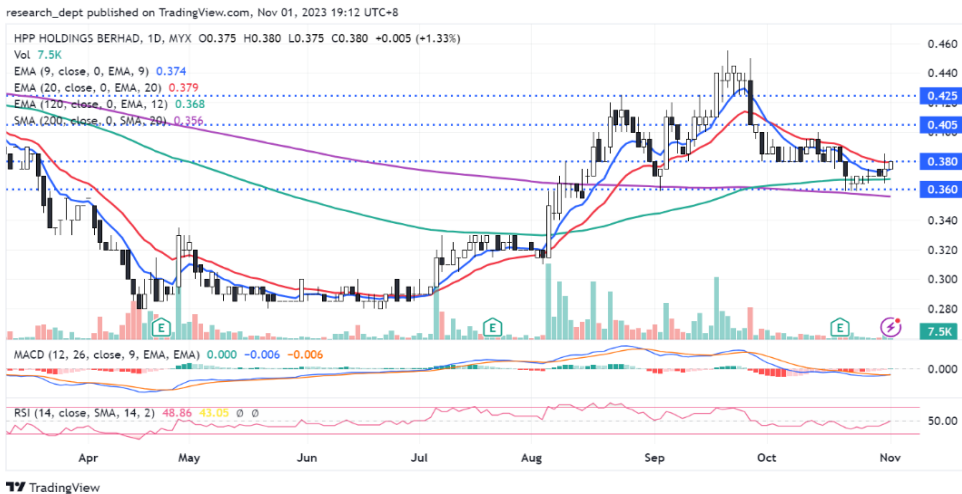 research_dept published on TradingView.com, Nov 01, 2023 19:12 UTC+8
HPP HOLDINGS BERHAD, 1D, MYX O0.375 H0.380 L0.375 C0.380 +0.005 (+1.33%)
Vol 7.5K
EMA (9, close, 0, EMA, 9) 0.374
EMA (20, close, 0, EMA, 20) 0.379
EMA (120, close, 0, EMA, 12) 0.368
SMA (200, close, 0, SMA, 20) 0.356
0.460
0.440
0.425
0.405
0.400
0.380
0.360
0.340
0.320
0.300
0.280
7.5K
E
E
E
MACD (12, 26, close, 9, EMA, EMA) 0.000 -0.006 -0.006
0.000
RSI (14, close, SMA, 14, 2) 48.86 43.05 Ø Ø
50.00
Apr May Jun Jul Aug Sep Oct Nov
TradingView